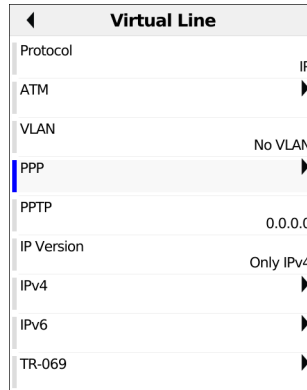 Virtual Line
Protocol
IP
ATM
VLAN
No VLAN
PPP
PPTP
0.0.0.0
IP Version
Only IPv4
IPv4
IPv6
TR-069